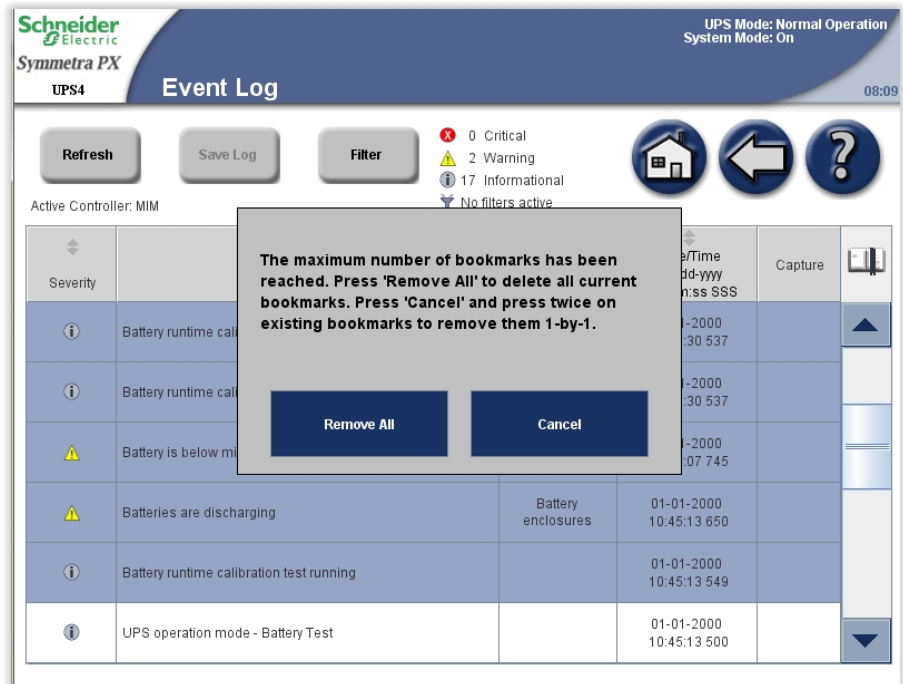 Schneider
Electric
Symmetra PX
UPS4
Event Log
UPS Mode: Normal Operation
System Mode: On
08:09
Refresh
Save Log
Filter
0 Critical
2 Warning
17 Informational
No filters active
Active Controller: MIM
Severity
e/Time
dd-yyyy
n:ss SSS
Capture
The maximum number of bookmarks has been
reached. Press 'Remove All' to delete all current
bookmarks. Press 'Cancel' and press twice on
existing bookmarks to remove them 1-by-1.
Remove All
Cancel
Battery runtime cali
-2000
:30 537
Battery runtime cali
-2000
:30 537
Battery is below mi
-2000
:07 745
Batteries are discharging
Battery
enclosures
01-01-2000
10:45:13 650
Battery runtime calibration test running
01-01-2000
10:45:13 549
UPS operation mode - Battery Test
01-01-2000
10:45:13 500